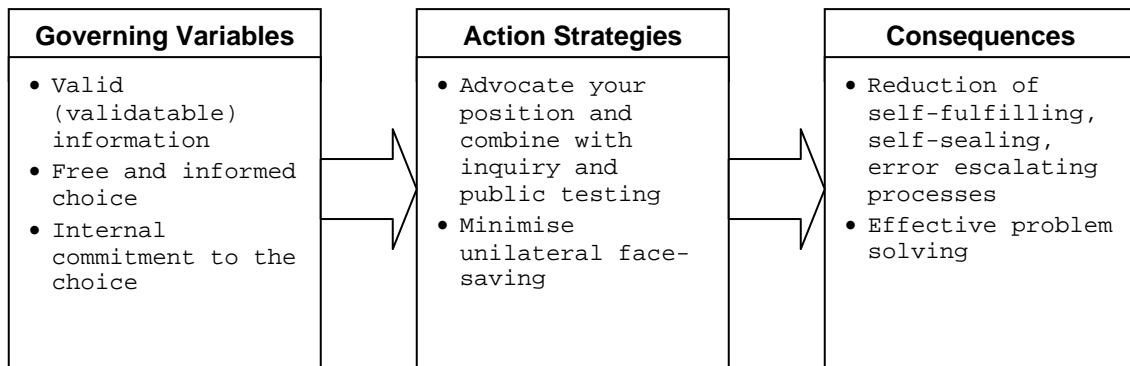 Governing Variables
• Valid
(validatable)
information
• Free and informed
choice
• Internal
commitment to the
choice
Action Strategies
• Advocate your
position and
combine with
inquiry and
public testing
• Minimise
unilateral face-
saving
Consequences
• Reduction of
self-fulfilling,
self-sealing,
error escalating
processes
• Effective problem
solving